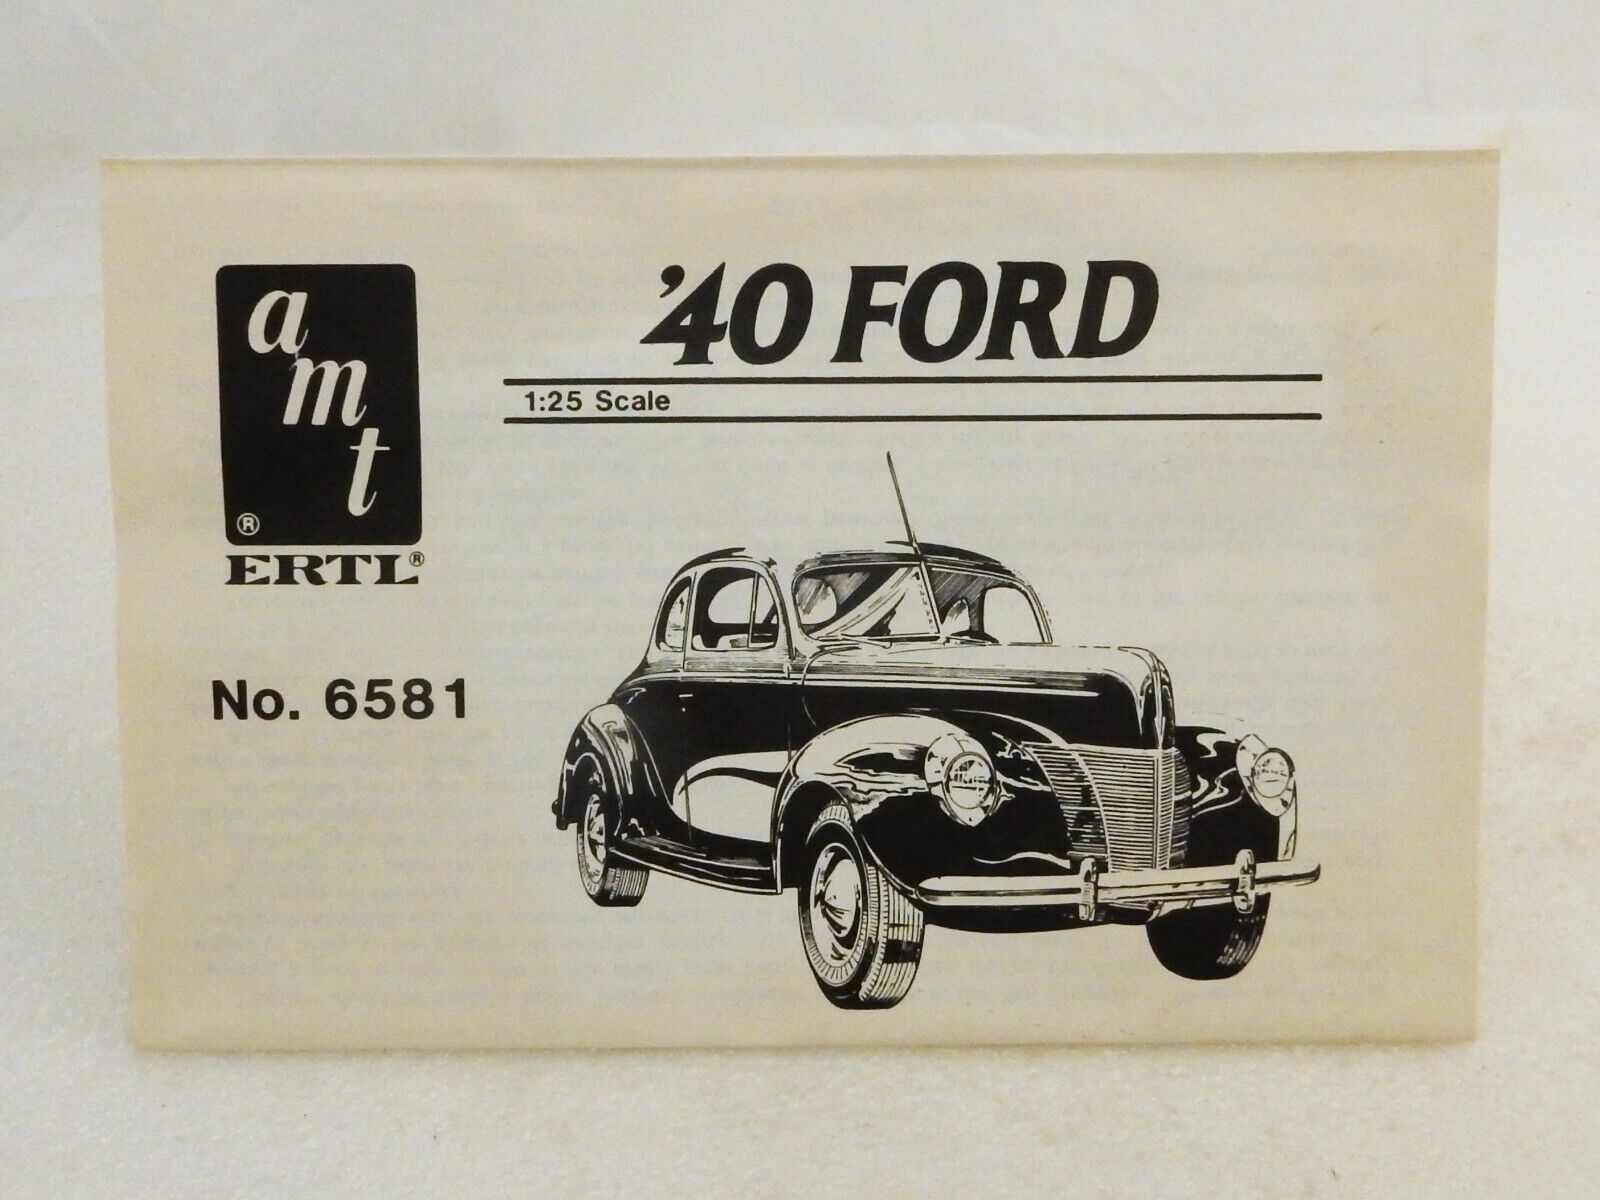 amt
®
ERTL®
No. 6581
'40 FORD
1:25 Scale